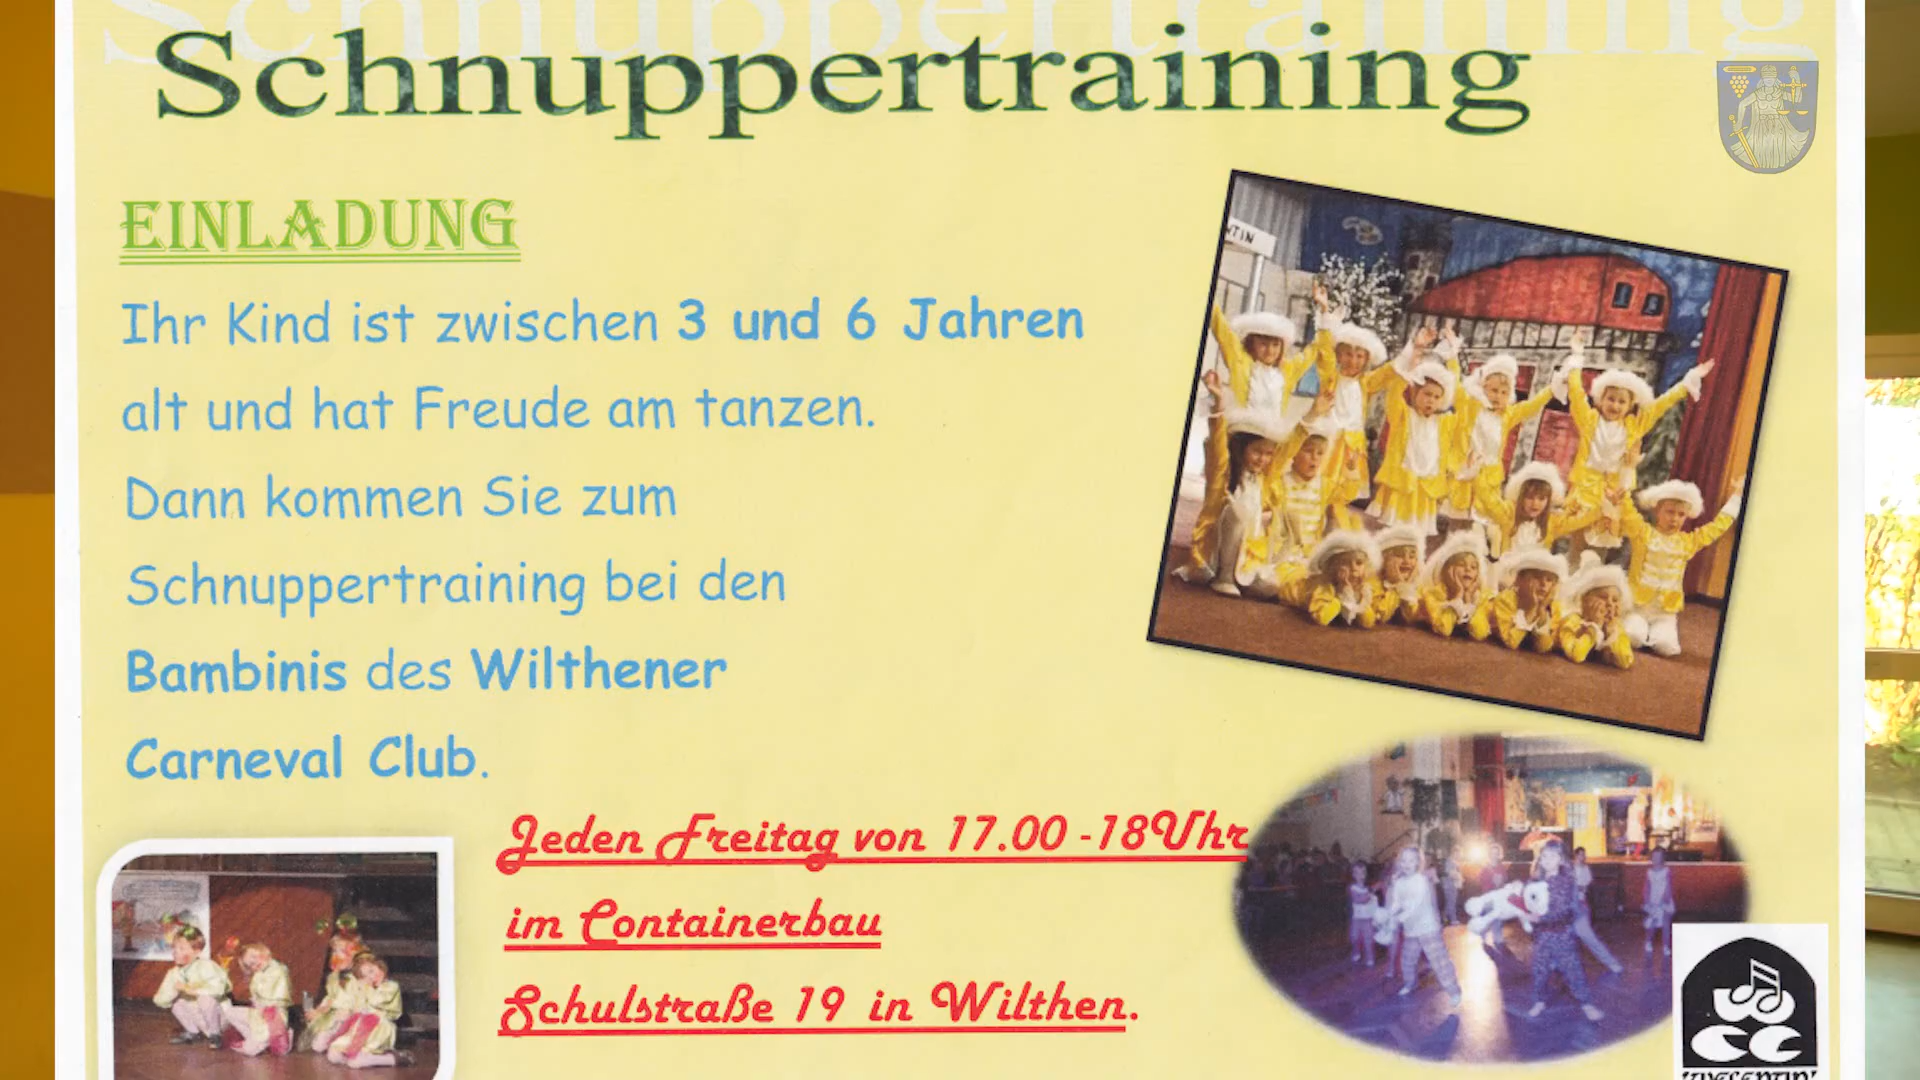 Schnuppertraining
Schnuppertraining
EINLADUNG
Ihr Kind ist zwischen 3 und 6 Jahren
alt und hat Freude am tanzen.
Dann kommen Sie zum
Schnuppertraining bei den
Bambinis des Wilthener
Carneval Club.
Jeden Freitag von 17.00 -18Uhr
im Containerbau
Schulstraße 19 in Wilthen.